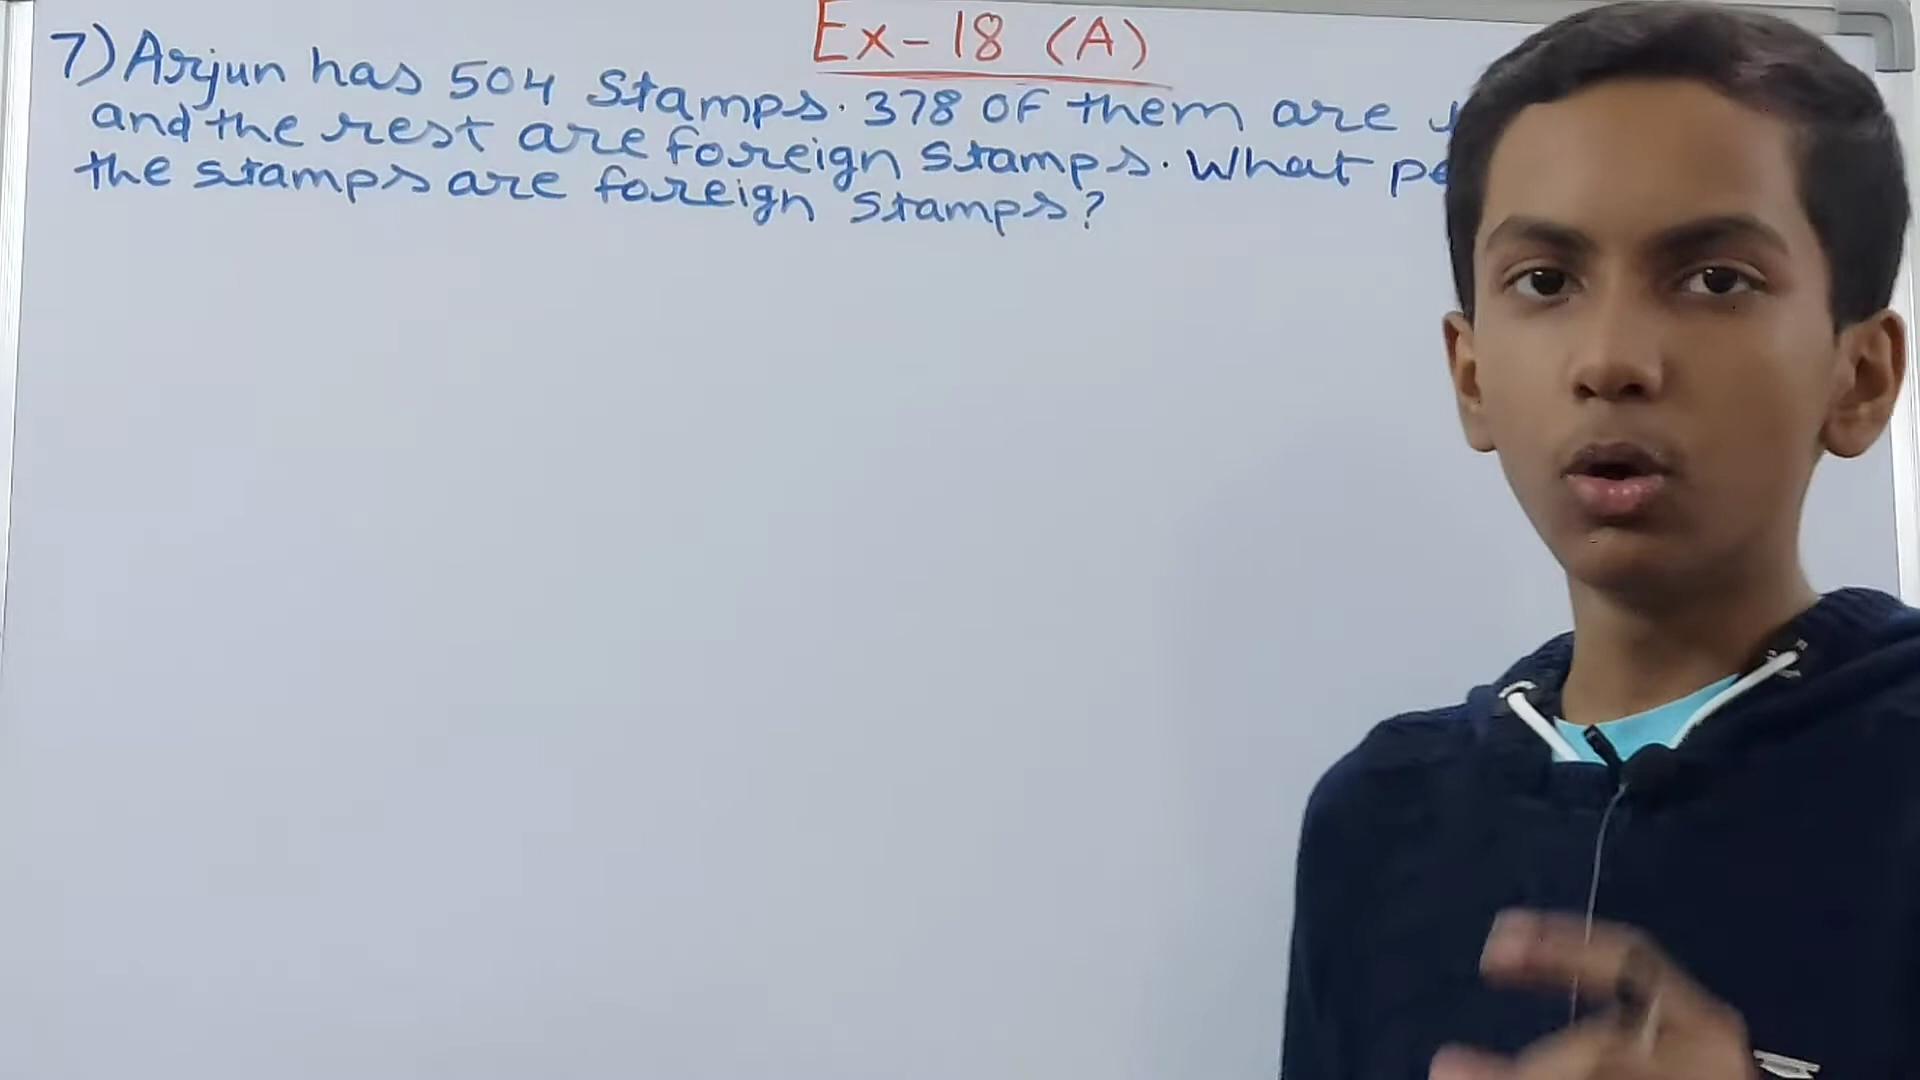 Ex-18 (A)
7) Arjun has 504 stamps. 378 of them are
and the rest are foreign stamps. What
the stamps are foreign stamps?